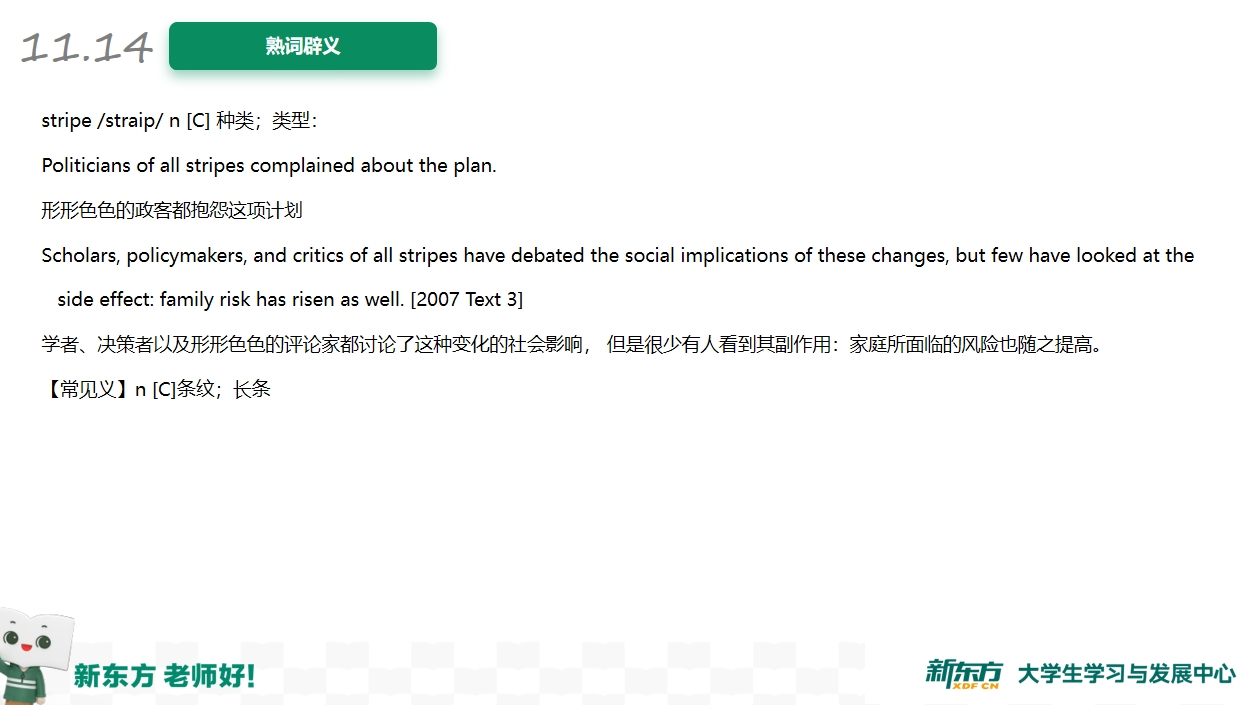 11.14
熟词辟义
stripe /straip/ n [C] 种类；类型：
Politicians of all stripes complained about the plan.
形形色色的政客都抱怨这项计划
Scholars, policymakers, and critics of all stripes have debated the social implications of these changes, but few have looked at the
side effect: family risk has risen as well. [2007 Text 3]
学者、决策者以及形形色色的评论家都讨论了这种变化的社会影响， 但是很少有人看到其副作用：家庭所面临的风险也随之提高。
【常见义】n [C]条纹；长条
新东方 老师好!
新东方 XDF.CN 大学生学习与发展中心